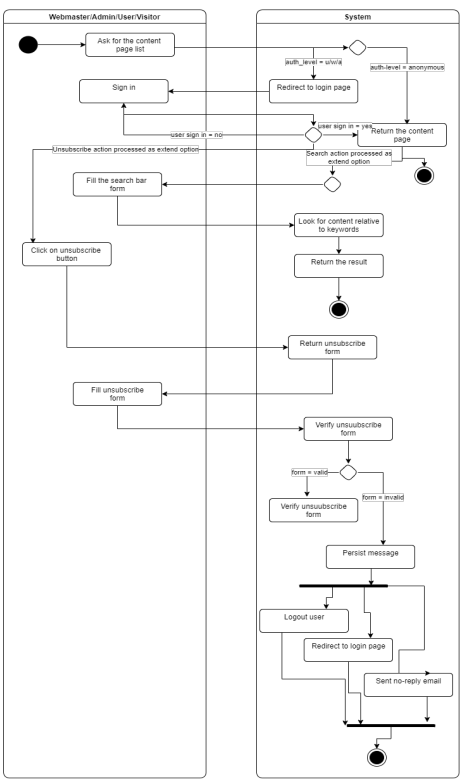 Webmaster/Admin/User/Visitor
System
Ask for the content
page list
auth_level = u/w/a
auth-level = anonymous
Sign in
Redirect to login page
user sign in = yes
user sign in = no
Return the content
page
Unsubscribe action processed as extend option
Search action processed as
extend option
Fill the search bar
form
Look for content relative
to keywords
Click on unsubscribe
button
Return the result
Return unsubscribe
form
Fill unsubscribe
form
Verify unsuubscribe
form
form = valid
form = invalid
Verify unsuubscribe
form
Persist message
Logout user
Redirect to login page
Sent no-reply email